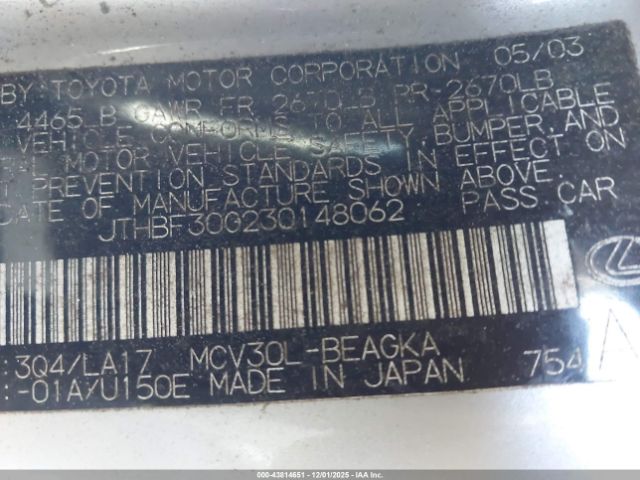 BY TOYOTA MOTOR CORPORATION 05/03
4465 B GAWR FR 2670LB RR-2670LB
VEHICLE CONFORMS TO ALL APPLICABLE
MOTOR VEHICLE SAFETY, BUMPER, AND
T PREVENTION STANDARDS IN EFFECT ON
DATE OF MANUFACTURE SHOWN ABOVE.
JTHBF30G230148062 PASS CAR
3Q4/LA17 MCV30L-BEAGKA
-01A/U150E MADE IN JAPAN 754
A
000-43814651 - 12/01/2025 - ©IAA Inc.